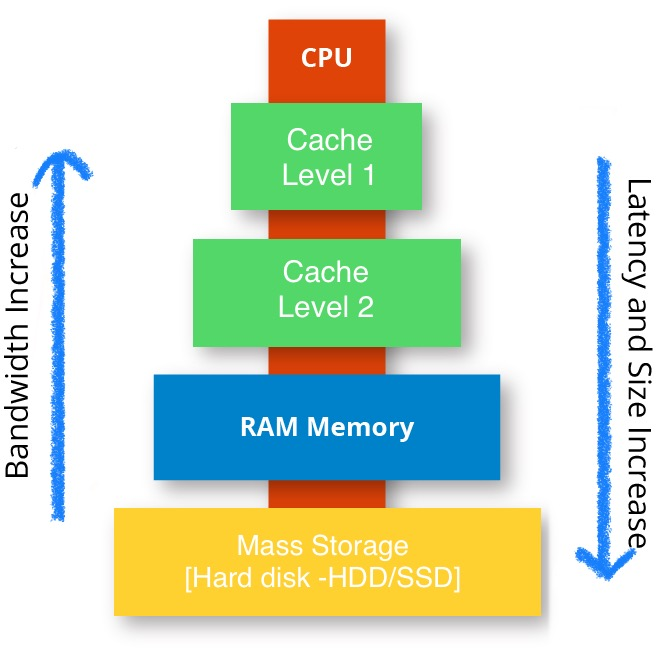 CPU
Cache
Level 1
Cache
Level 2
RAM Memory
Mass Storage
[Hard disk -HDD/SSD]
Bandwidth Increase
Latency and Size Increase